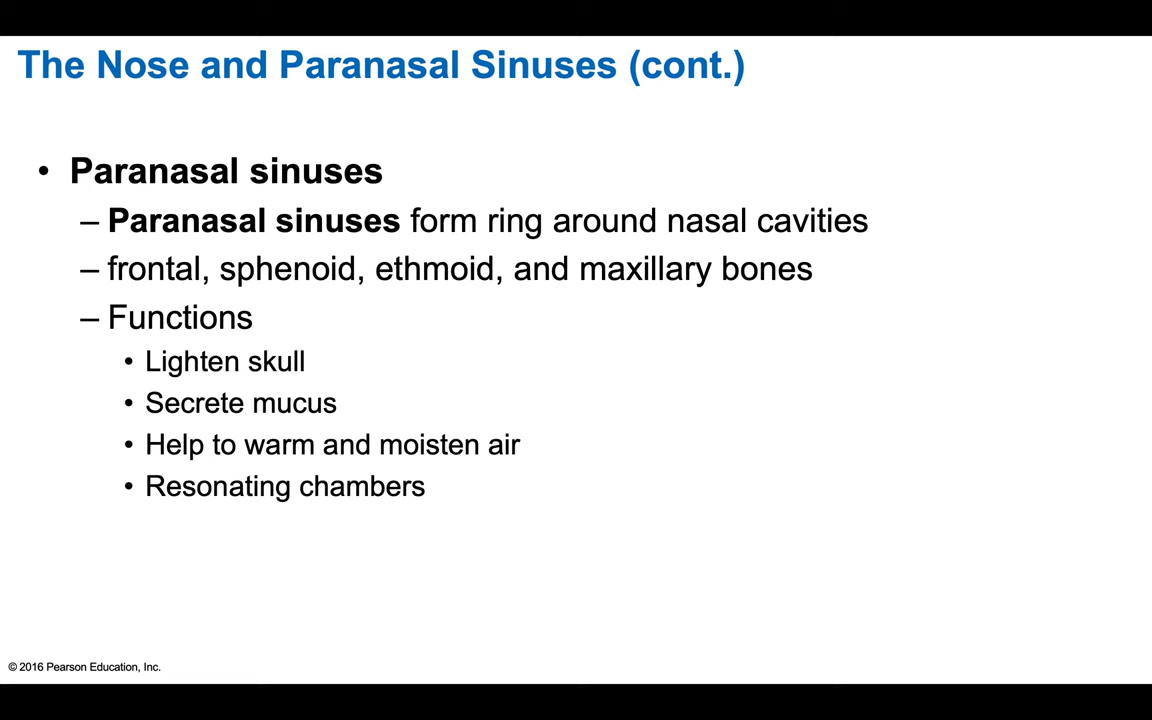 The Nose and Paranasal Sinuses (cont.)
• Paranasal sinuses
– Paranasal sinuses form ring around nasal cavities
– frontal, sphenoid, ethmoid, and maxillary bones
– Functions
• Lighten skull
• Secrete mucus
• Help to warm and moisten air
• Resonating chambers
© 2016 Pearson Education, Inc.